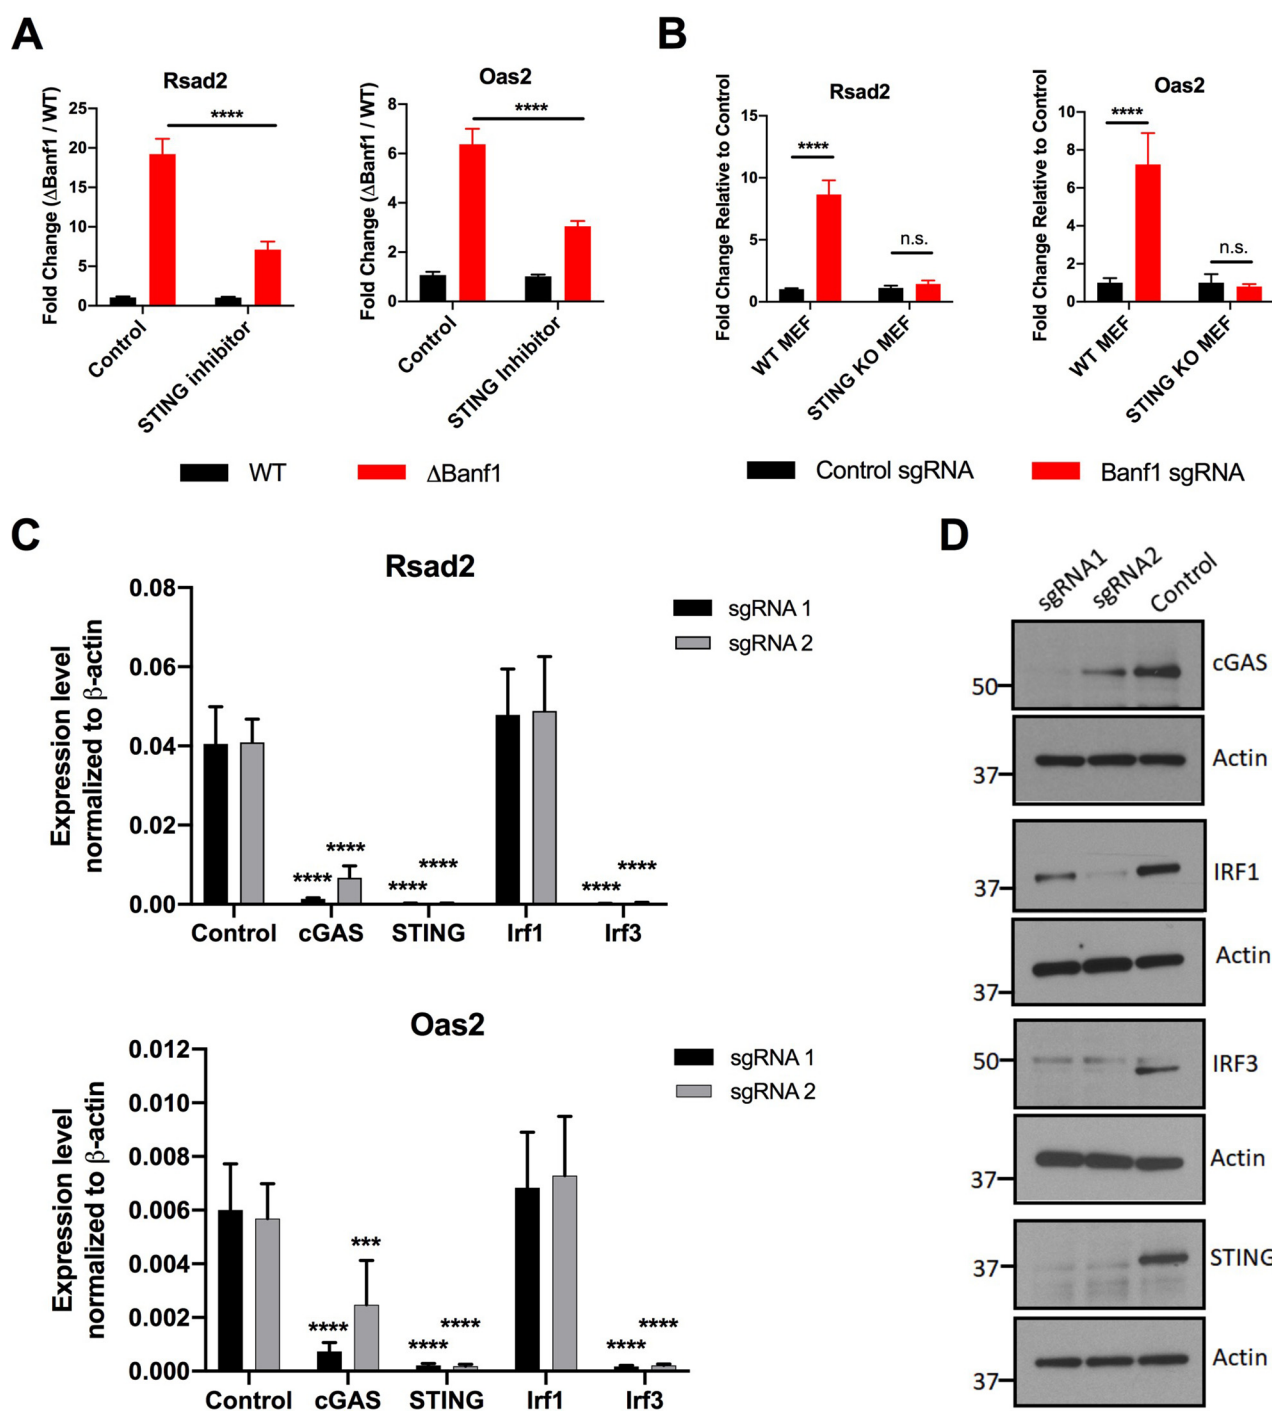 A
Rsad2
Fold Change (ΔBanf1 / WT)
25
20
15
10
5
0
****
Control
STING inhibitor
Oas2
Fold Change (ΔBanf1 / WT)
8
6
4
2
0
****
Control
STING Inhibitor
WT
ΔBanf1
B
Rsad2
Fold Change Relative to Control
15
10
5
0
****
n.s.
WT MEF
STING KO MEF
Oas2
Fold Change Relative to Control
10
8
6
4
2
0
****
n.s.
WT MEF
STING KO MEF
Control sgRNA
Banf1 sgRNA
C
Rsad2
Expression level
normalized to β-actin
0.08
0.06
0.04
0.02
0.00
sgRNA 1
sgRNA 2
**** **** **** **** **** ****
Control cGAS STING Irf1 Irf3
Oas2
Expression level
normalized to β-actin
0.012
0.010
0.008
0.006
0.004
0.002
0.000
sgRNA 1
sgRNA 2
**** *** **** **** **** ****
Control cGAS STING Irf1 Irf3
D
sgRNA1 sgRNA2 Control
50 cGAS
37 Actin
37 IRF1
37 Actin
50 IRF3
37 Actin
37 STING
37 Actin